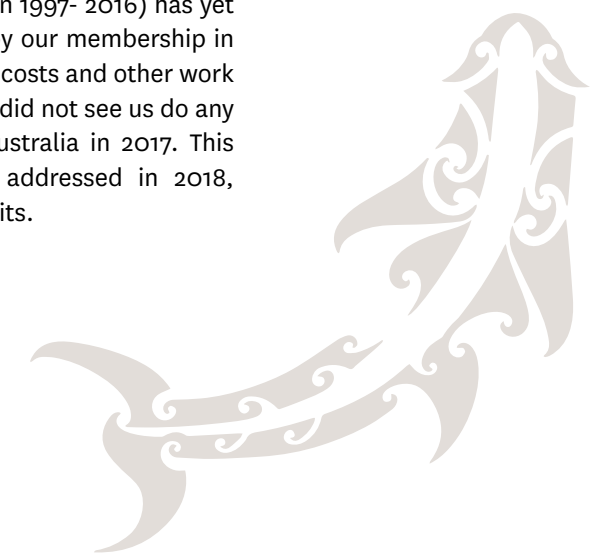 n 1997- 2016) has yet
y our membership in
costs and other work
did not see us do any
ustralia in 2017. This
addressed in 2018,
its.